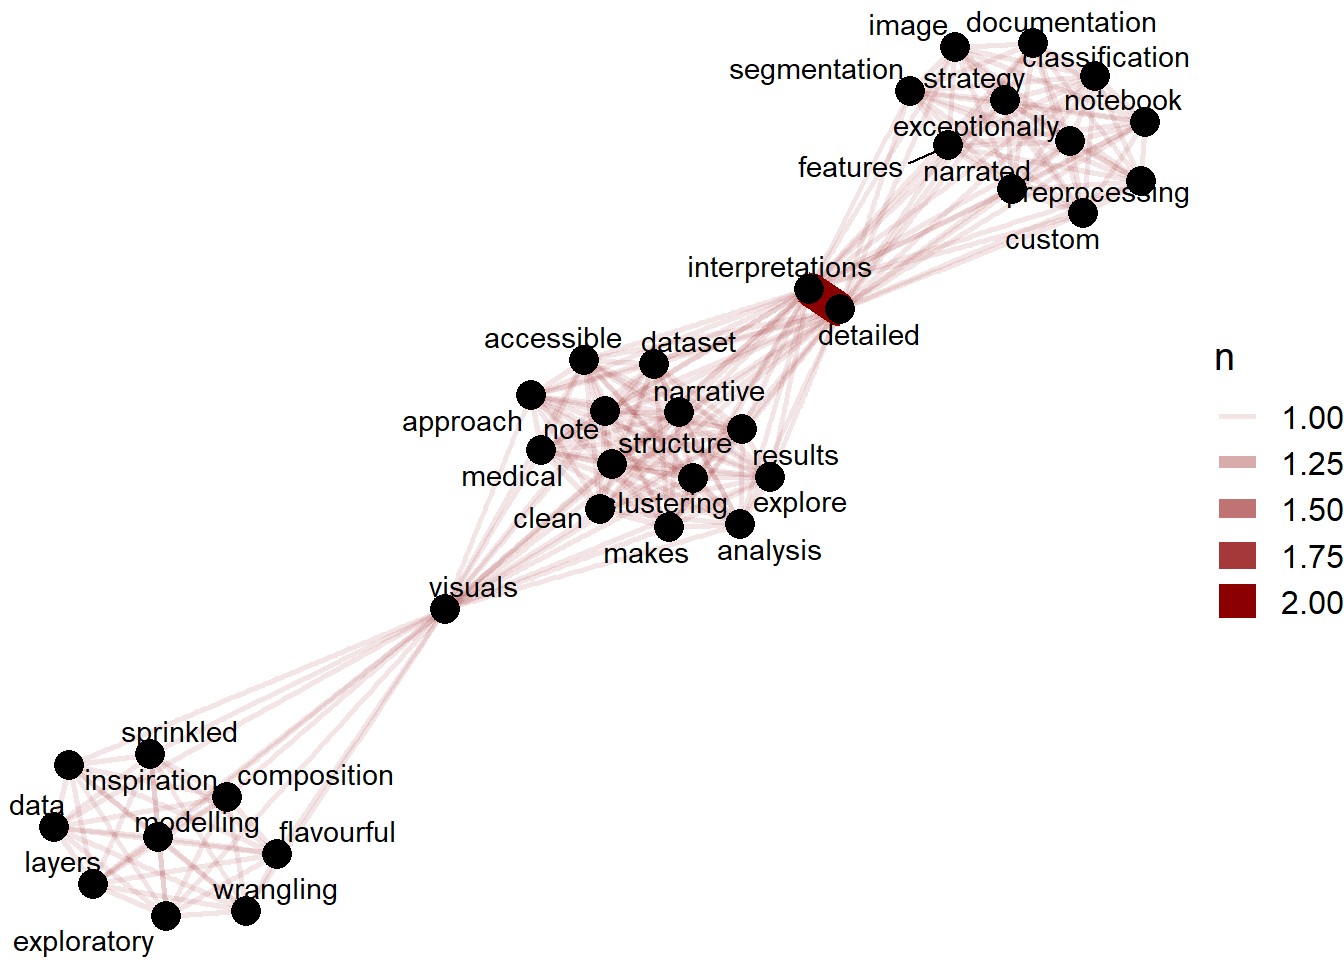 image
documentation
classification
segmentation
strategy
notebook
exceptionally
features
narrated
preprocessing
custom
interpretations
detailed
accessible
dataset
narrative
approach
note
structure
results
medical
clustering
explore
clean
makes
analysis
visuals
n
1.00
1.25
1.50
1.75
2.00
sprinkled
inspiration
composition
data
modelling
flavourful
layers
wrangling
exploratory